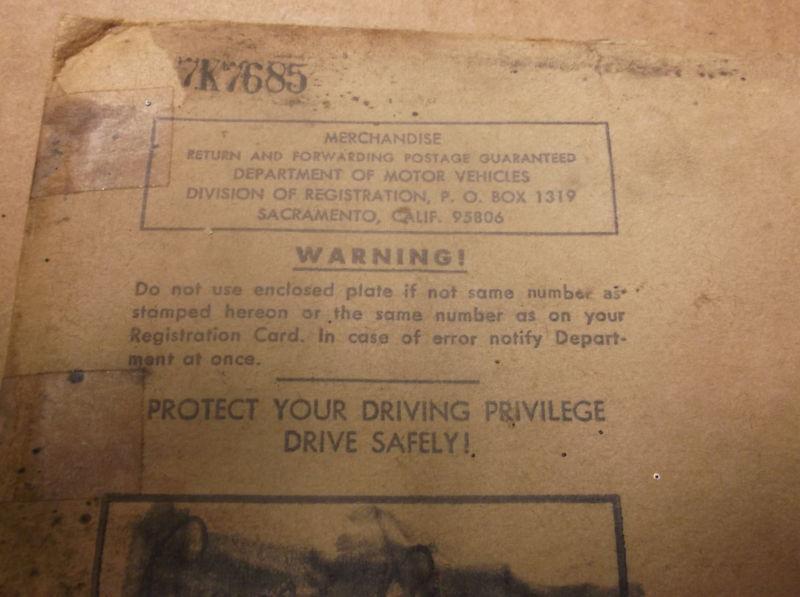 7K7685
MERCHANDISE
RETURN AND FORWARDING POSTAGE GUARANTEED
DEPARTMENT OF MOTOR VEHICLES
DIVISION OF REGISTRATION, P. O. BOX 1319
SACRAMENTO, CALIF. 95806
WARNING!
Do not use enclosed plate if not same number as
stamped hereon or the same number as on your
Registration Card. In case of error notify Depart-
ment at once.
PROTECT YOUR DRIVING PRIVILEGE
DRIVE SAFELY!